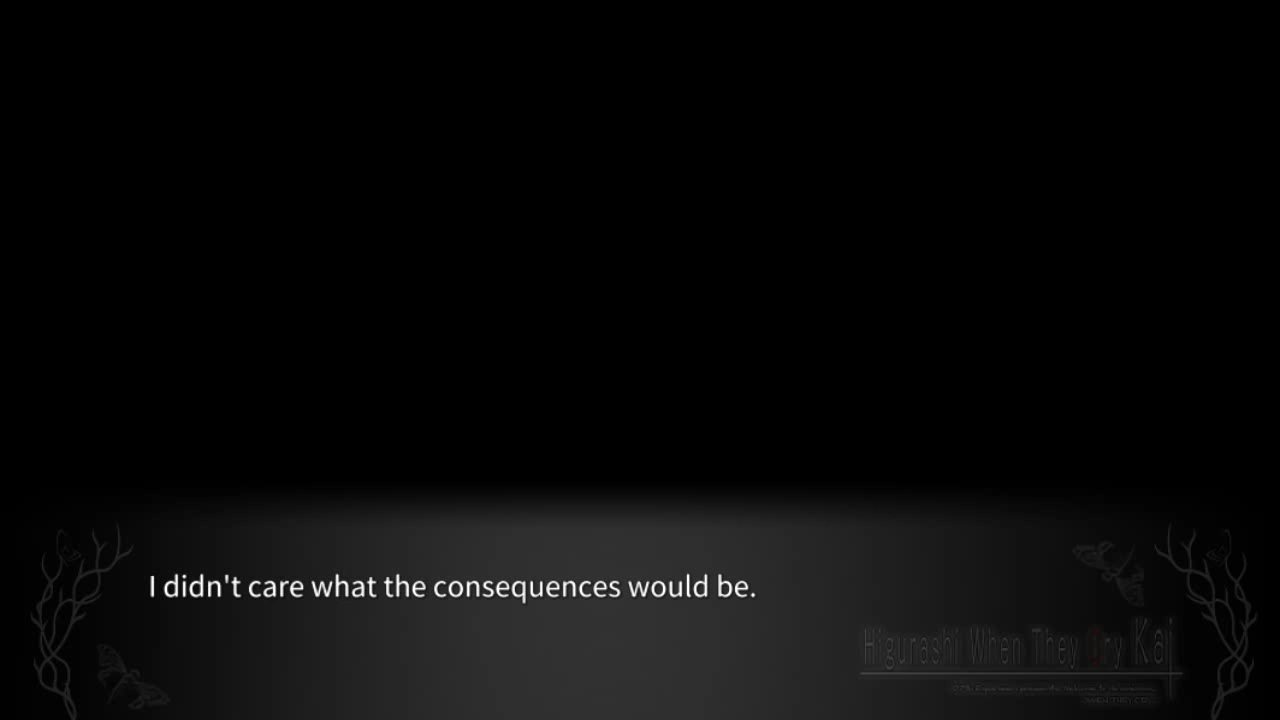 I didn't care what the consequences would be.
Higurashi When They Cry Kai